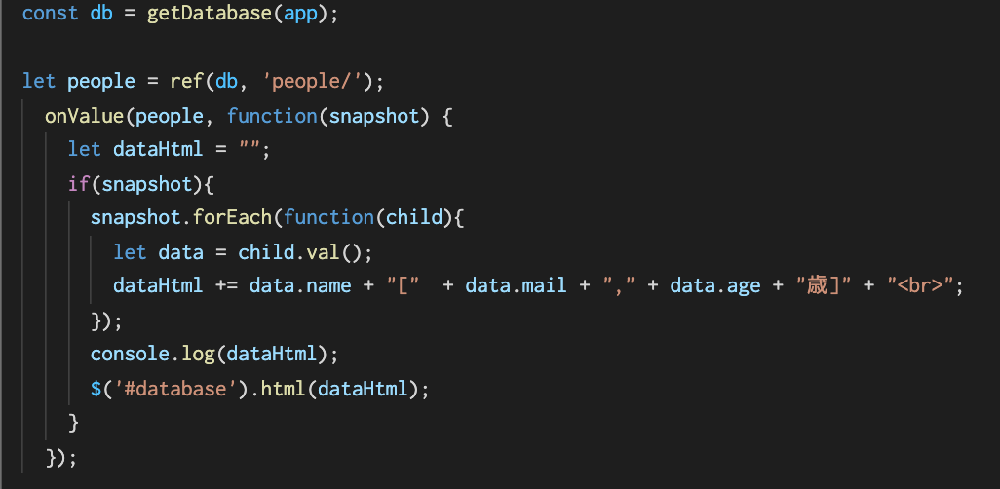 const db = getDatabase(app);
let people = ref(db, 'people/');
onValue(people, function(snapshot) {
let dataHtml = "";
if(snapshot){
snapshot.forEach(function(child){
let data = child.val();
dataHtml += data.name + "["  + data.mail + "," + data.age + "歳]" + "<br>";
});
console.log(dataHtml);
$('#database').html(dataHtml);
}
});